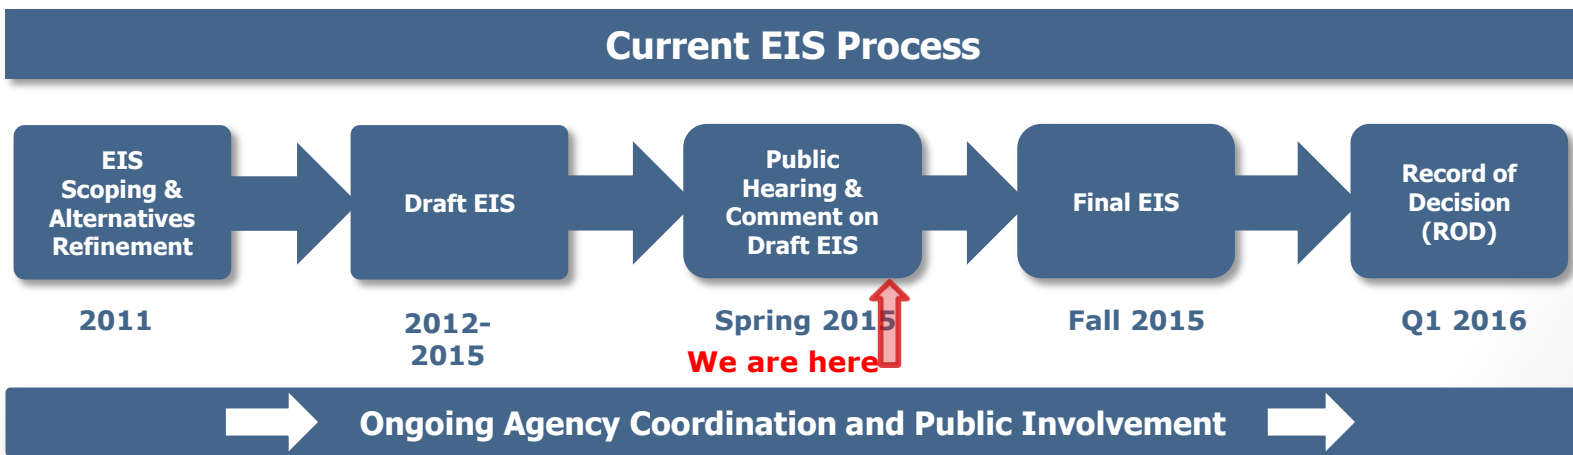 Current EIS Process
EIS
Scoping &
Alternatives
Refinement
Draft EIS
Public
Hearing &
Comment on
Draft EIS
Final EIS
Record of
Decision
(ROD)
2011
2012-
2015
Spring 2015
Fall 2015
Q1 2016
We are here
Ongoing Agency Coordination and Public Involvement